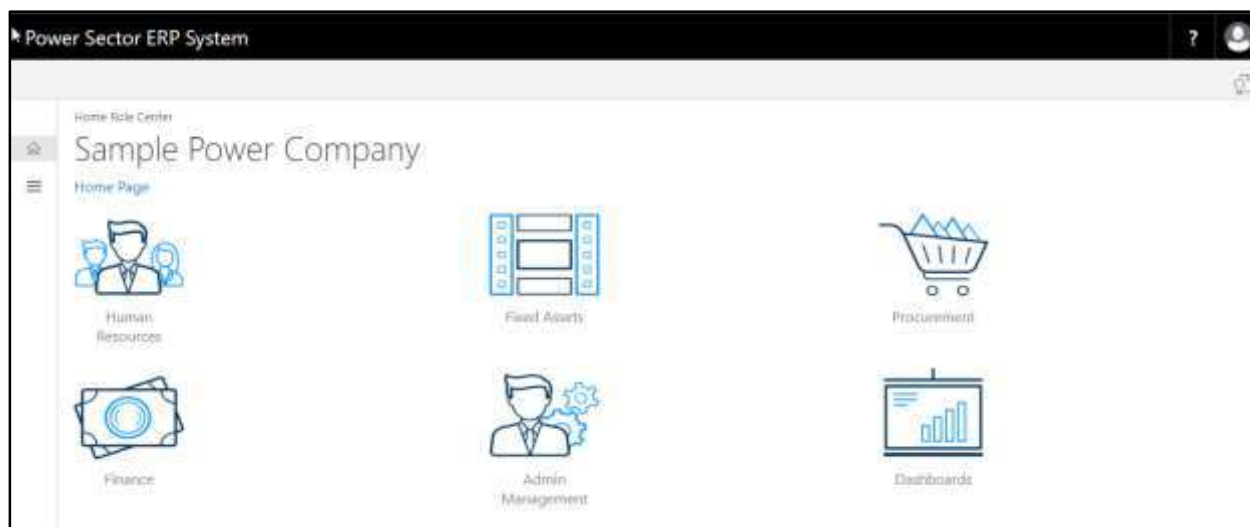 Power Sector ERP System
?
Home Role Center
Sample Power Company
Home Page
Human
Resources
Fixed Assets
Procurement
Finance
Admin
Management
Dashboards